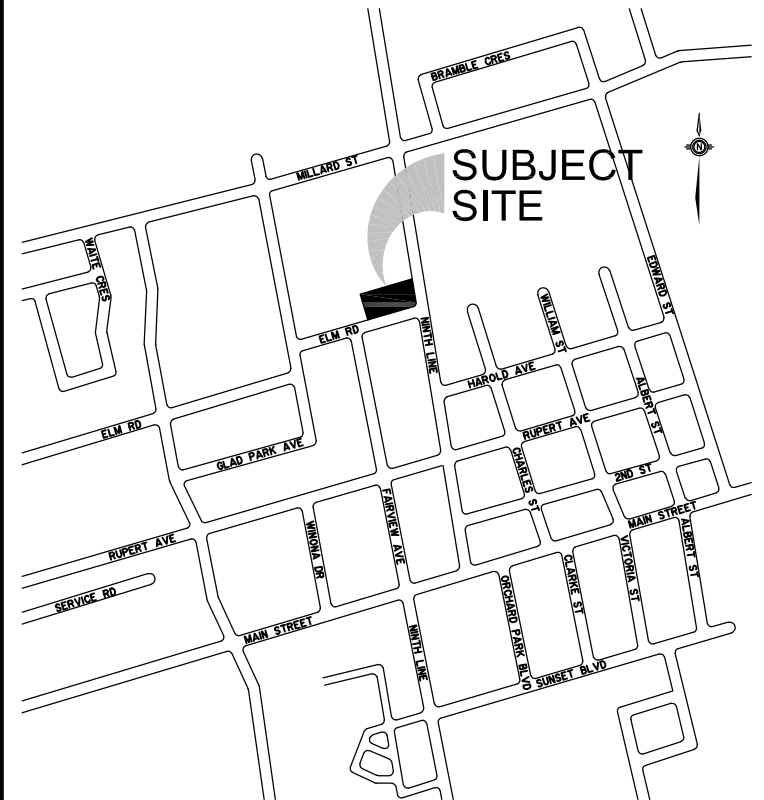 BRAMBLE CRES
MILLARD ST
SUBJECT
SITE
N
WAITE CRES
EDWARD ST
WILLIAM ST
ELM RD
NINTH LINE
HAROLD AVE
ALBERT ST
ELM RD
RUPERT AVE
GLAD PARK AVE
CHARLES ST
2ND ST
FAIRVIEW AVE
MAIN STREET
WINONA DR
ALBERT ST
RUPERT AVE
VICTORIA ST
CLARKE ST
SERVICE RD
ORCHARD PARK BLVD
MAIN STREET
NINTH LINE
SUNSET BLVD